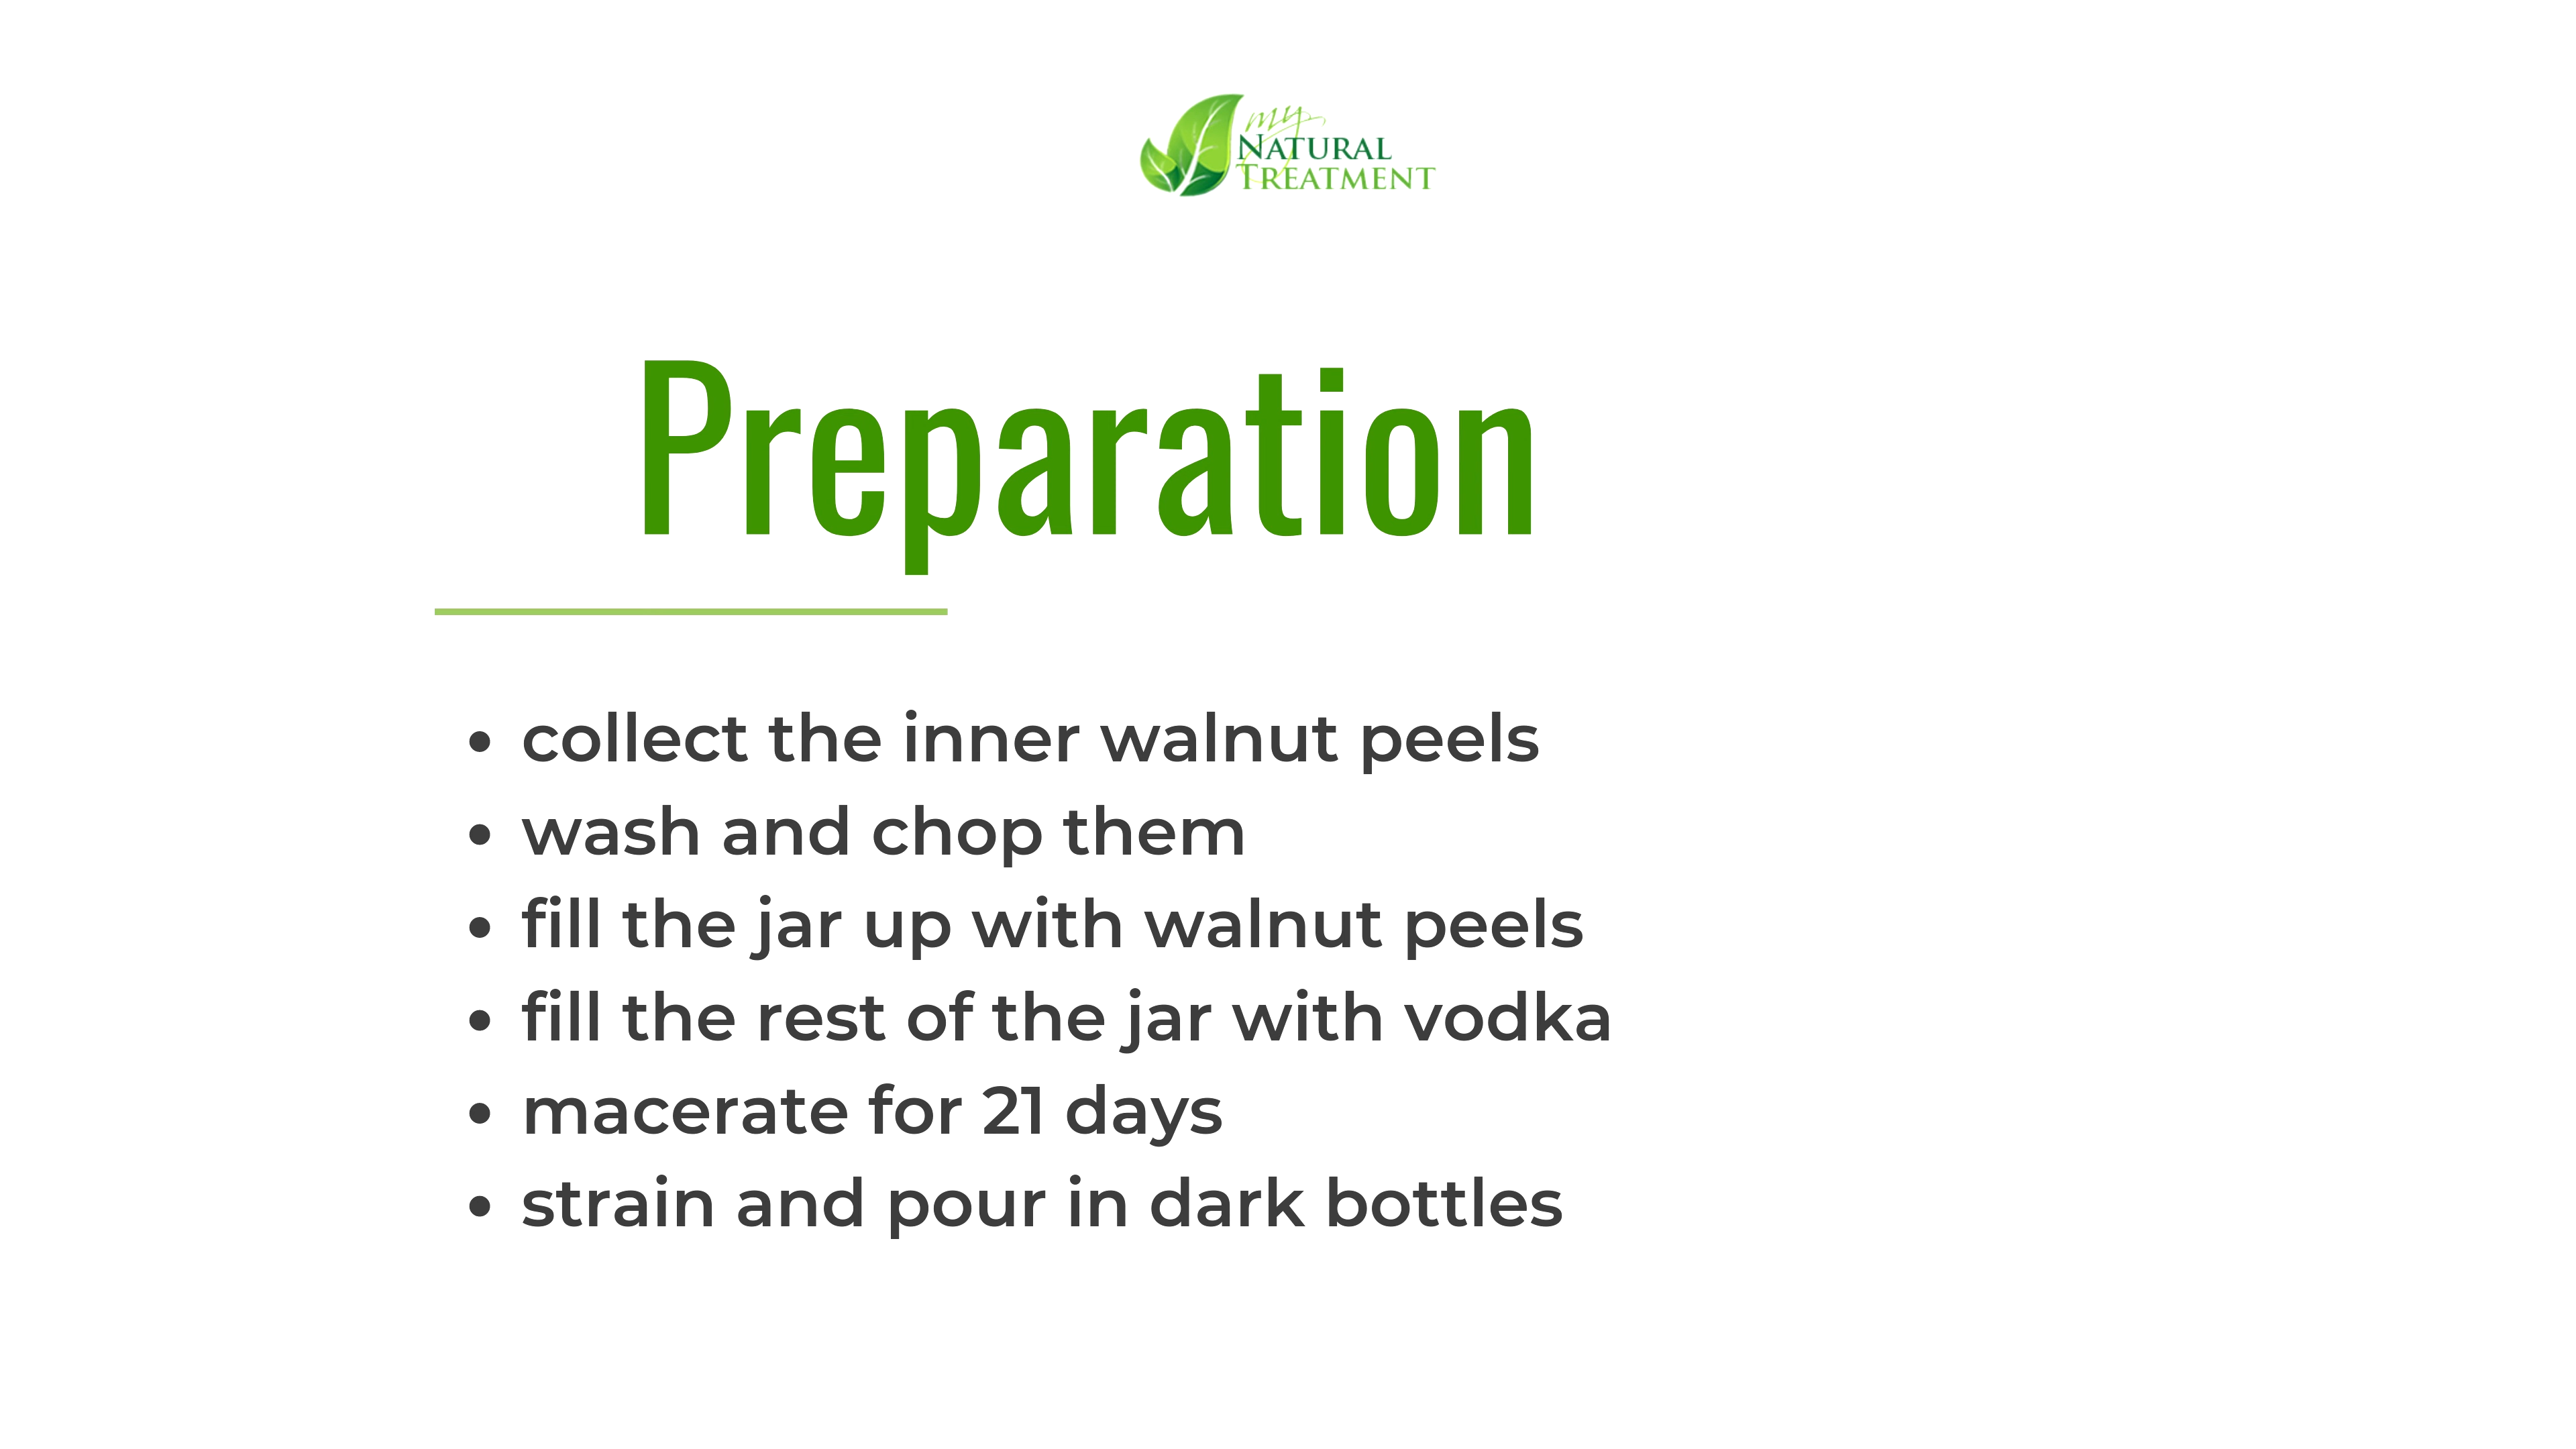 my
NATURAL
TREATMENT
Preparation
• collect the inner walnut peels
• wash and chop them
• fill the jar up with walnut peels
• fill the rest of the jar with vodka
• macerate for 21 days
• strain and pour in dark bottles